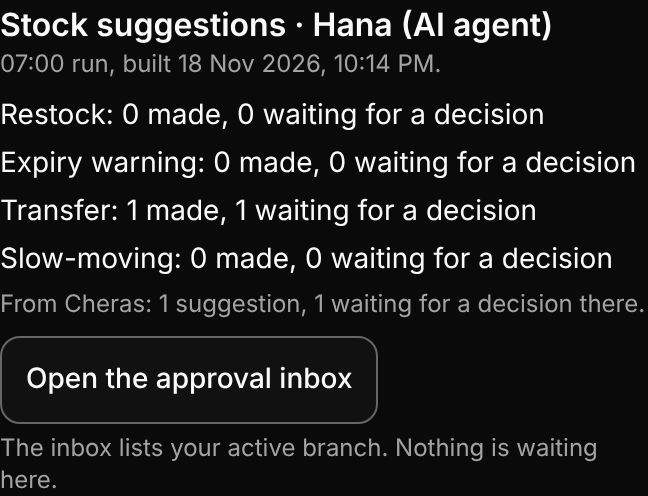 Stock suggestions · Hana (AI agent)
07:00 run, built 18 Nov 2026, 10:14 PM.
Restock: 0 made, 0 waiting for a decision
Expiry warning: 0 made, 0 waiting for a decision
Transfer: 1 made, 1 waiting for a decision
Slow-moving: 0 made, 0 waiting for a decision
From Cheras: 1 suggestion, 1 waiting for a decision there.
Open the approval inbox
The inbox lists your active branch. Nothing is waiting
here.